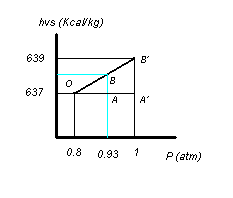 hvs (Kcal/kg)
639
B´
B
O
637
A
A´
0.8
0.93
1
P (atm)